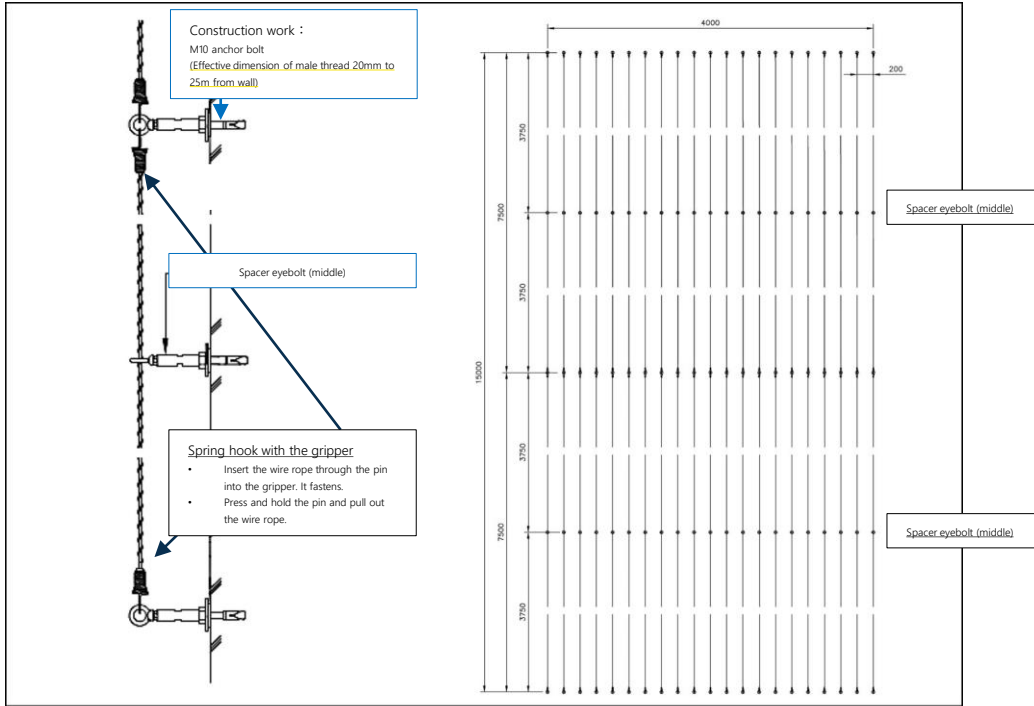 Construction work：
M10 anchor bolt
(Effective dimension of male thread 20mm to
25m from wall)
Spacer eyebolt (middle)
Spring hook with the gripper
• Insert the wire rope through the pin
into the gripper. It fastens.
• Press and hold the pin and pull out
the wire rope.
4000
200
3750
7500
3750
15000
3750
7500
3750
Spacer eyebolt (middle)
Spacer eyebolt (middle)